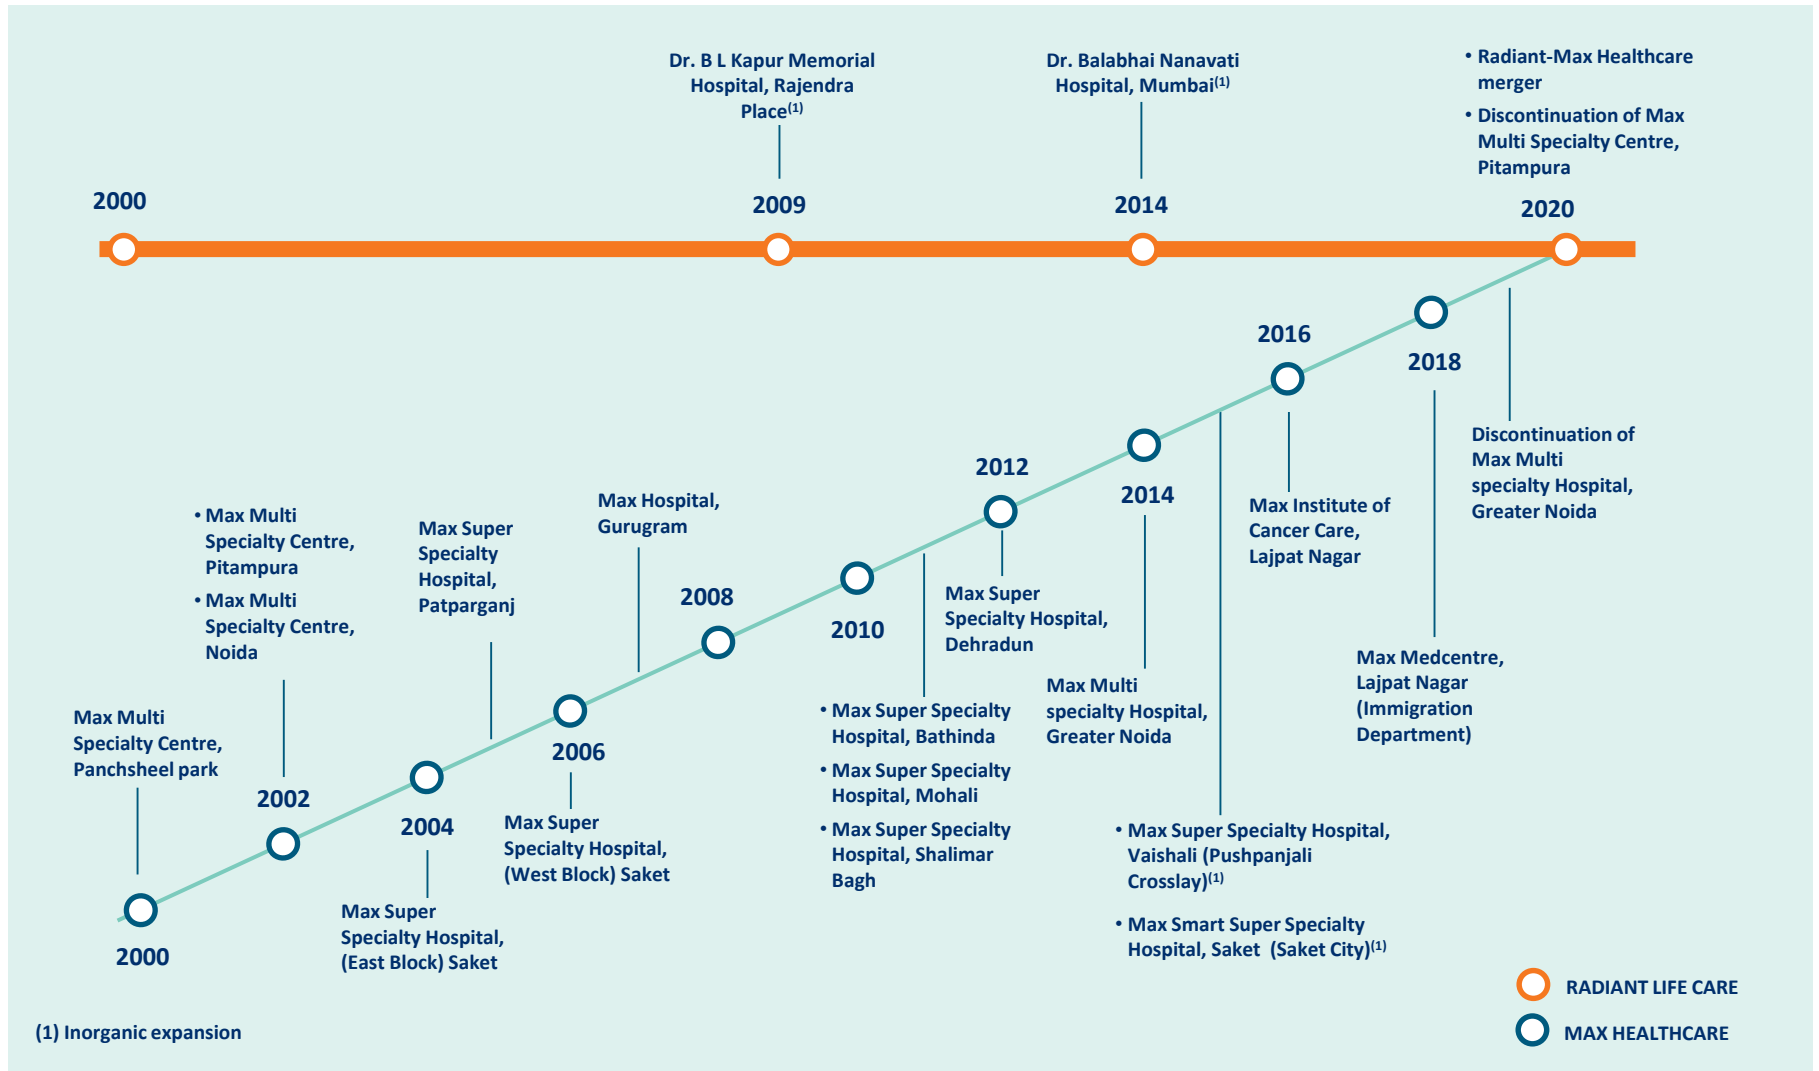 Dr. B L Kapur Memorial
Hospital, Rajendra
Place(1)
Dr. Balabhai Nanavati
Hospital, Mumbai(1)
• Radiant-Max Healthcare
merger
• Discontinuation of Max
Multi Specialty Centre,
Pitampura
2000
2009
2014
2020
2016
2018
Discontinuation of
Max Multi
specialty Hospital,
Greater Noida
2012
2014
Max Institute of
Cancer Care,
Lajpat Nagar
Max Hospital,
Gurugram
• Max Multi
Specialty Centre,
Pitampura
• Max Multi
Specialty Centre,
Noida
Max Super
Specialty
Hospital,
Patparganj
2008
2010
Max Super
Specialty Hospital,
Dehradun
Max Medcentre,
Lajpat Nagar
(Immigration
Department)
Max Multi
specialty Hospital,
Greater Noida
Max Multi
Specialty Centre,
Panchsheel park
• Max Super Specialty
Hospital, Bathinda
• Max Super Specialty
Hospital, Mohali
• Max Super Specialty
Hospital, Shalimar
Bagh
2006
2002
2004
Max Super
Specialty Hospital,
(West Block) Saket
• Max Super Specialty Hospital,
Vaishali (Pushpanjali
Crosslay)(1)
• Max Smart Super Specialty
Hospital, Saket (Saket City)(1)
Max Super
Specialty Hospital,
(East Block) Saket
2000
RADIANT LIFE CARE
MAX HEALTHCARE
(1) Inorganic expansion